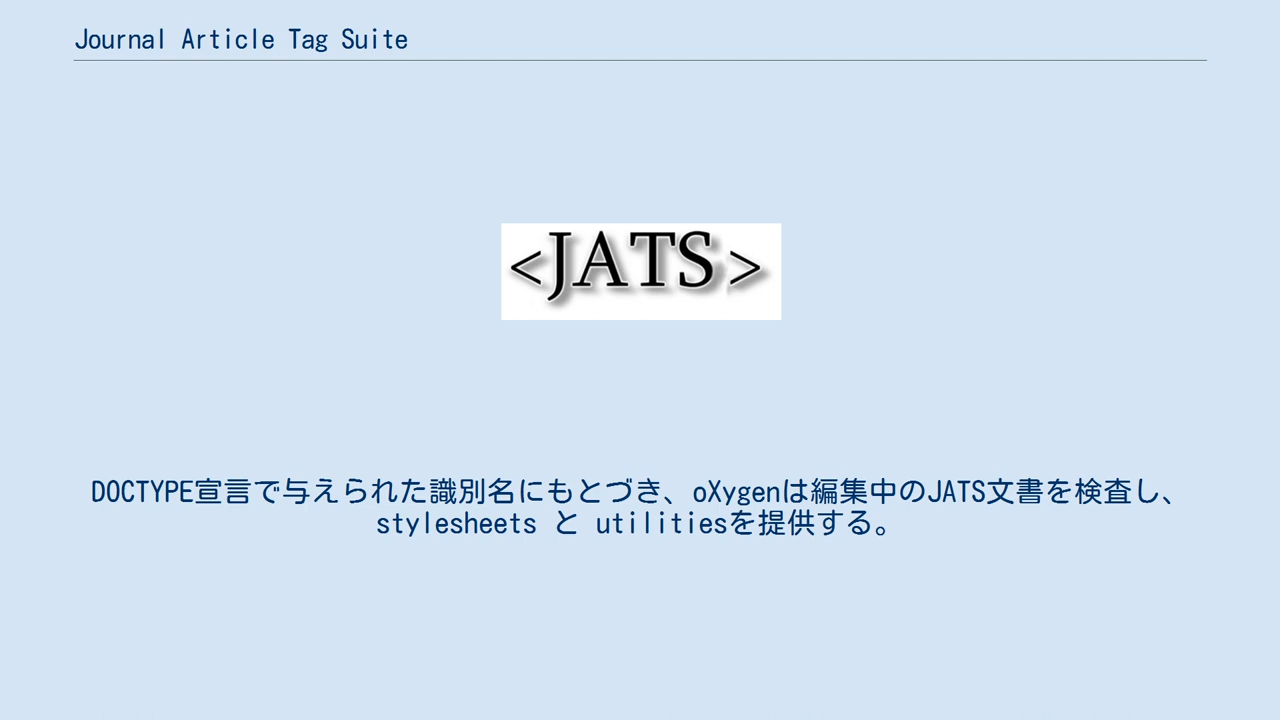 Journal Article Tag Suite
<JATS>
DOCTYPE宣言で与えられた識別名にもとづき、oXygenは編集中のJATS文書を検査し、
stylesheets と utilitiesを提供する。